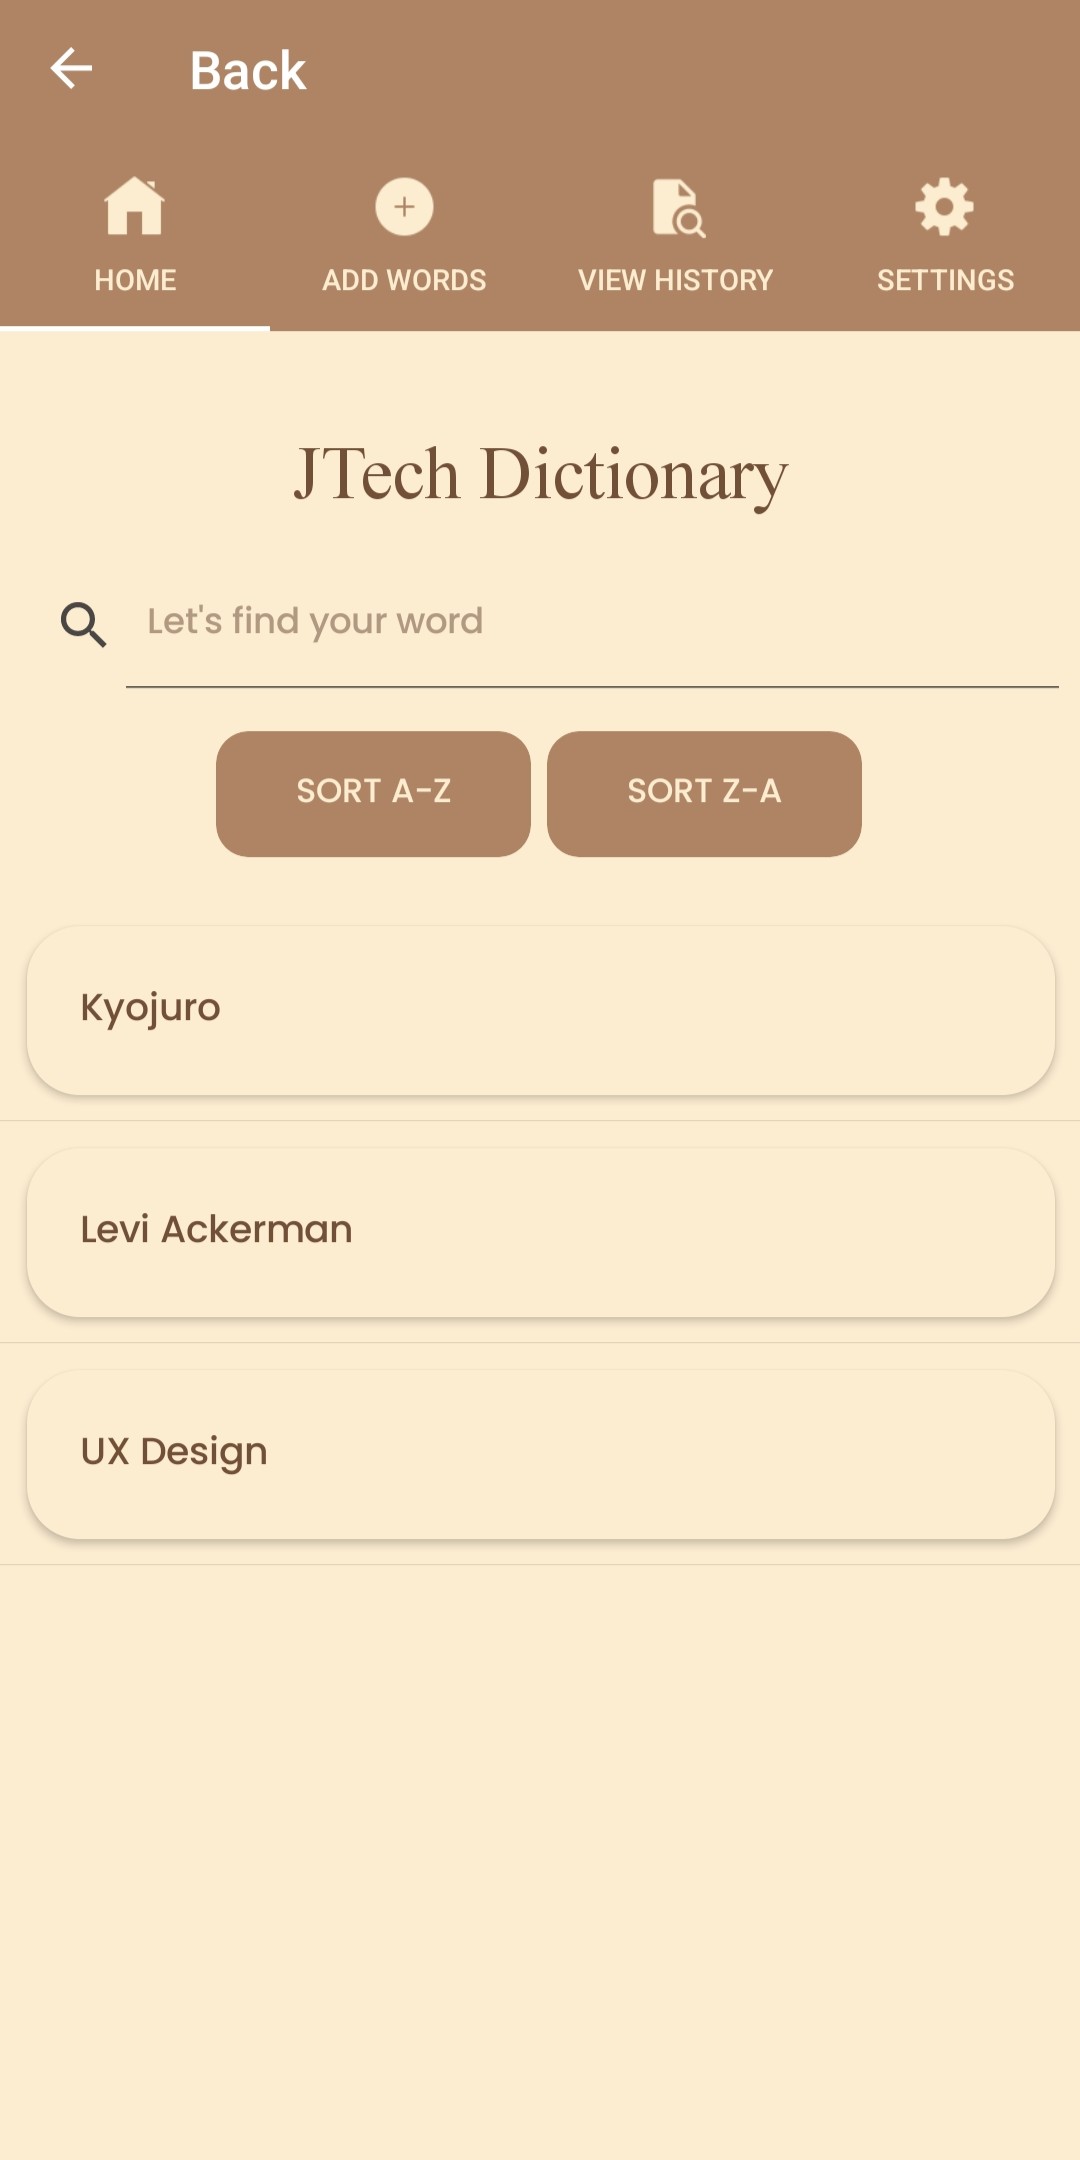 Back
HOME ADD WORDS VIEW HISTORY SETTINGS
JTech Dictionary
Let's find your word
SORT A-Z SORT Z-A
Kyojuro
Levi Ackerman
UX Design